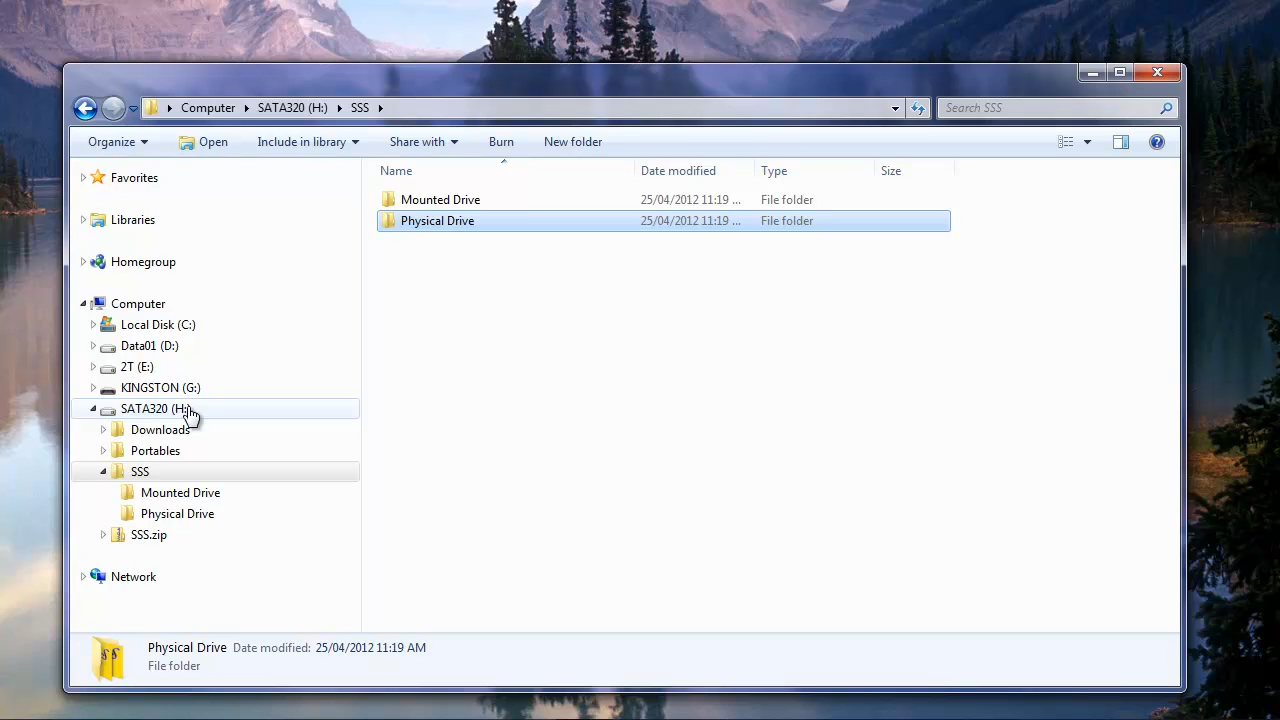 Computer SATA320 (H:) SSS
Search SSS
Organize Open Include in library Share with Burn New folder
Name Date modified Type Size
Favorites
Libraries
Homegroup
Computer
Local Disk (C:)
Data01 (D:)
2T (E:)
KINGSTON (G:)
SATA320 (H:)
Downloads
Portables
SSS
Mounted Drive
Physical Drive
SSS.zip
Network
Mounted Drive 25/04/2012 11:19 ... File folder
Physical Drive 25/04/2012 11:19 ... File folder
Physical Drive Date modified: 25/04/2012 11:19 AM
File folder